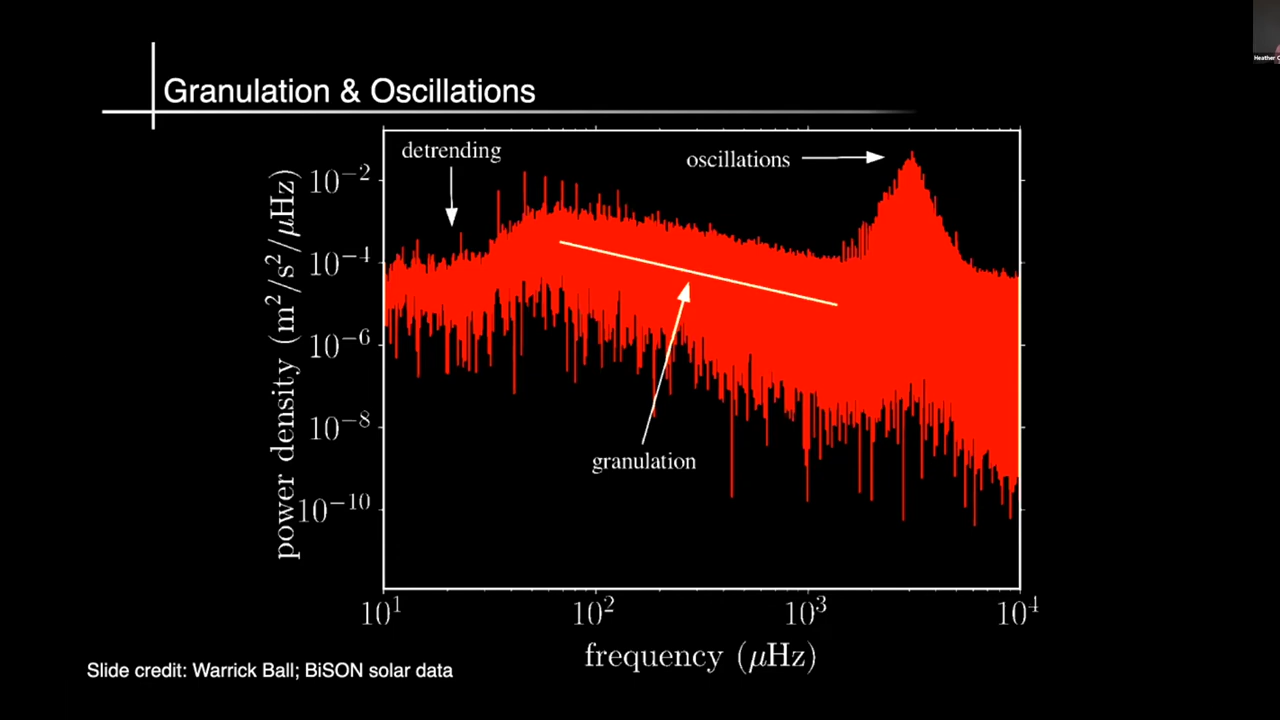 Heather
Granulation & Oscillations
detrending
oscillations
granulation
power density (m²/s²/μHz)
10⁻²
10⁻⁴
10⁻⁶
10⁻⁸
10⁻¹⁰
10¹
10²
10³
10⁴
frequency (μHz)
Slide credit: Warrick Ball; BiSON solar data